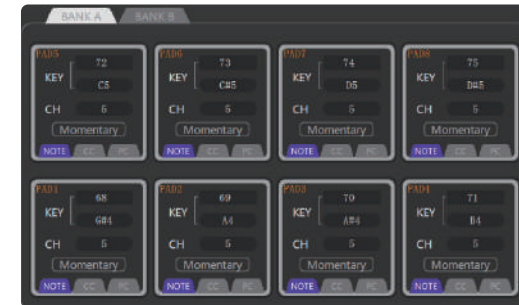 BANK A BANK B
PAD5 PAD6 PAD7 PAD8
72 73 74 75
KEY KEY KEY KEY
C5 C#5 D5 D#5
CH 5 CH 5 CH 5 CH 5
Momentary Momentary Momentary Momentary
NOTE CC PC NOTE CC PC NOTE CC PC NOTE CC PC
PAD1 PAD2 PAD3 PAD4
68 69 70 71
KEY KEY KEY KEY
G#4 A4 A#4 B4
CH 5 CH 5 CH 5 CH 5
Momentary Momentary Momentary Momentary
NOTE CC PC NOTE CC PC NOTE CC PC NOTE CC PC